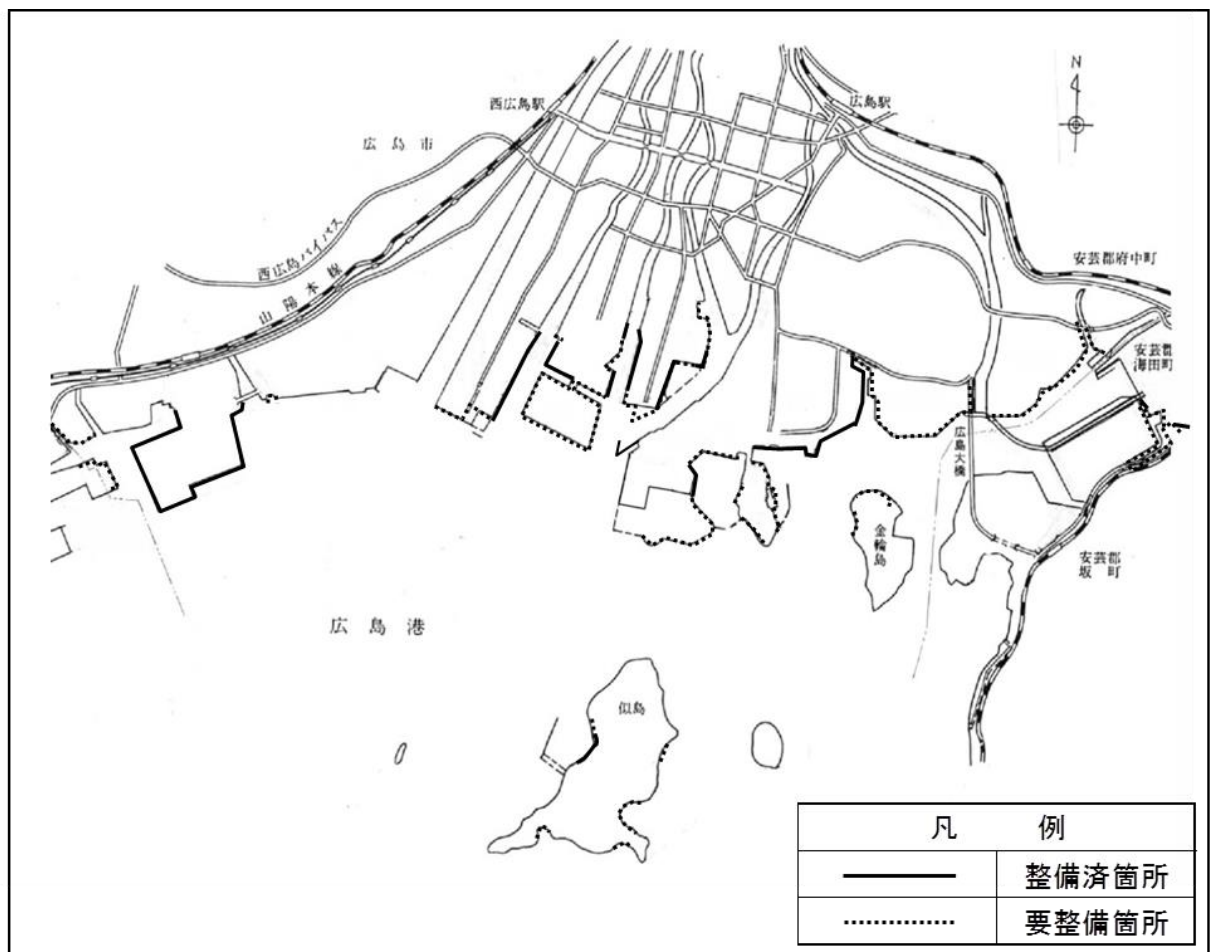 N
西広島駅
広島駅
広島市
西広島バイパス
山陽本線
安芸郡府中町
安芸郡
海田町
広島大橋
金輪島
安芸郡
坂町
広島港
似島
凡例
整備済箇所
要整備箇所